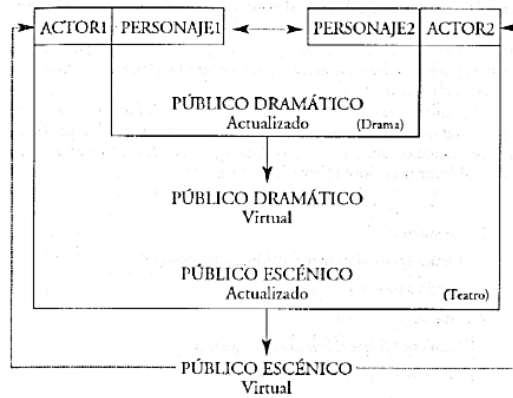 ACTOR1 PERSONAJE1 PERSONAJE2 ACTOR2
PÚBLICO DRAMÁTICO
Actualizado (Drama)
PÚBLICO DRAMÁTICO
Virtual
PÚBLICO ESCÉNICO
Actualizado (Teatro)
PÚBLICO ESCÉNICO
Virtual